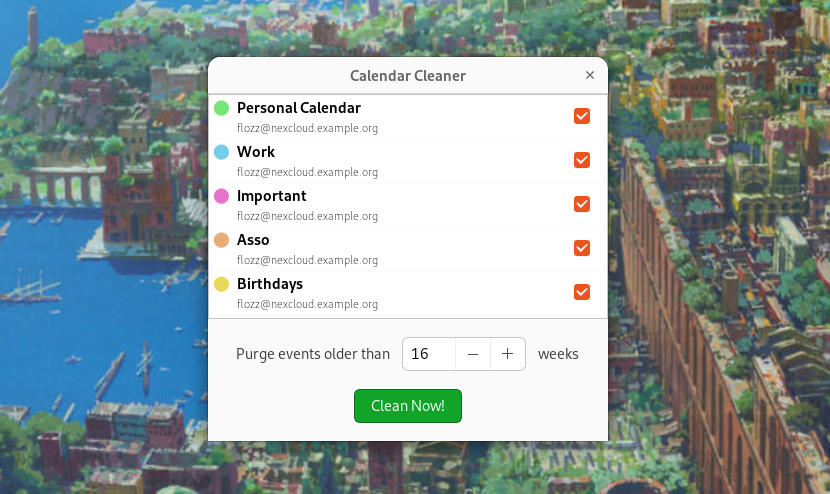 Calendar Cleaner
Personal Calendar
flozz@nexcloud.example.org
Work
flozz@nexcloud.example.org
Important
flozz@nexcloud.example.org
Asso
flozz@nexcloud.example.org
Birthdays
flozz@nexcloud.example.org
Purge events older than 16 weeks
Clean Now!